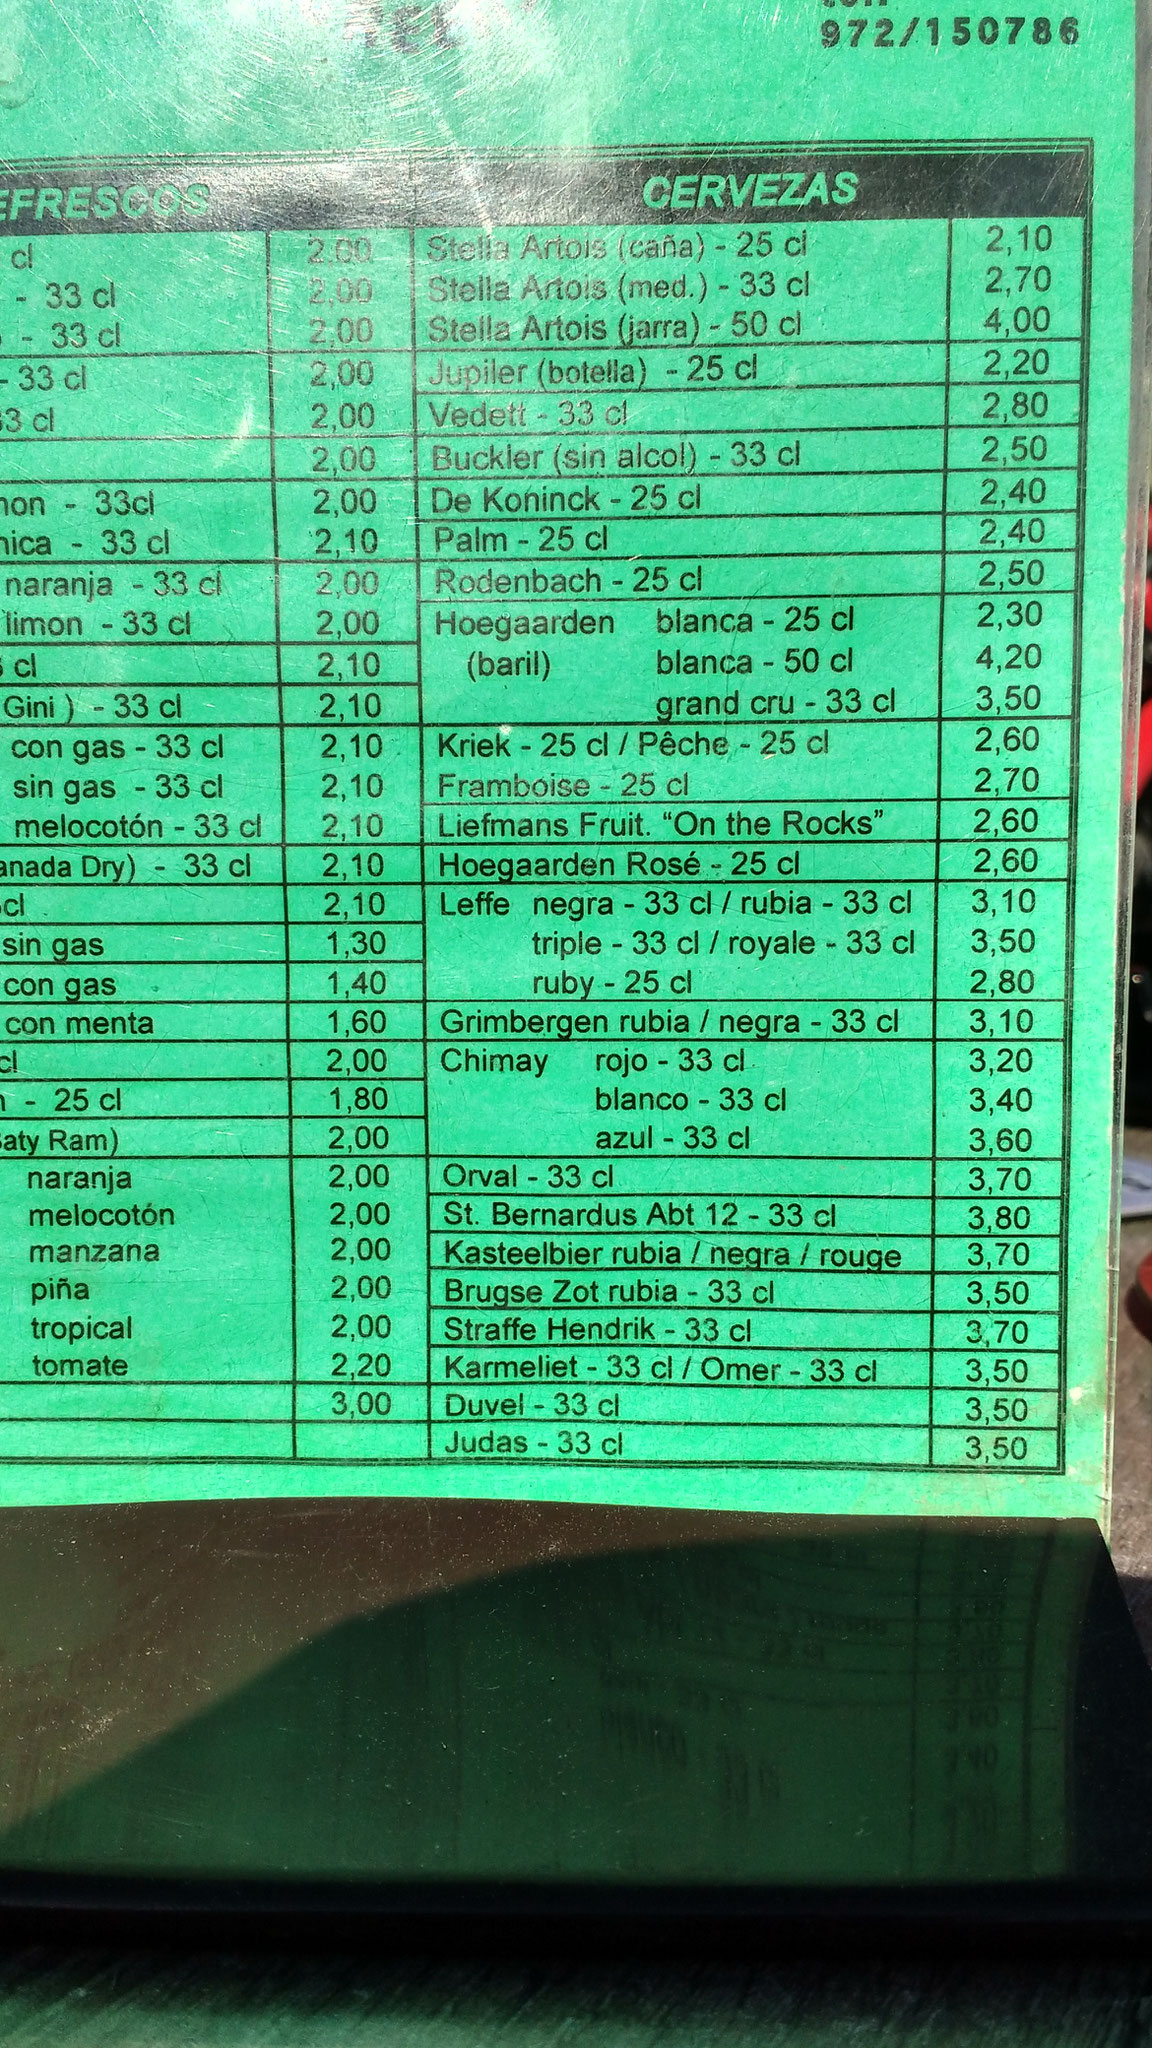 972/150786
EFRESCOS
cl 2.00
- 33 cl 2,00
- 33 cl 2,00
- 33 cl 2,00
33 cl 2,00
2,00
mon - 33cl 2,00
nica - 33 cl 2,10
naranja - 33 cl 2,00
limon - 33 cl 2,00
cl 2,10
Gini ) - 33 cl 2,10
con gas - 33 cl 2,10
sin gas - 33 cl 2,10
melocotón - 33 cl 2,10
anada Dry) - 33 cl 2,10
cl 2,10
sin gas 1,30
con gas 1,40
con menta 1,60
cl 2,00
- 25 cl 1,80
aty Ram) 2,00
naranja 2,00
melocotón 2,00
manzana 2,00
piña 2,00
tropical 2,00
tomate 2,20
3,00
CERVEZAS
Stella Artois (caña) - 25 cl 2,10
Stella Artois (med.) - 33 cl 2,70
Stella Artois (jarra) - 50 cl 4,00
Jupiler (botella) - 25 cl 2,20
Vedett - 33 cl 2,80
Buckler (sin alcol) - 33 cl 2,50
De Koninck - 25 cl 2,40
Palm - 25 cl 2,40
Rodenbach - 25 cl 2,50
Hoegaarden blanca - 25 cl 2,30
(baril) blanca - 50 cl 4,20
grand cru - 33 cl 3,50
Kriek - 25 cl / Pêche - 25 cl 2,60
Framboise - 25 cl 2,70
Liefmans Fruit. “On the Rocks” 2,60
Hoegaarden Rosé - 25 cl 2,60
Leffe negra - 33 cl / rubia - 33 cl 3,10
triple - 33 cl / royale - 33 cl 3,50
ruby - 25 cl 2,80
Grimbergen rubia / negra - 33 cl 3,10
Chimay rojo - 33 cl 3,20
blanco - 33 cl 3,40
azul - 33 cl 3,60
Orval - 33 cl 3,70
St. Bernardus Abt 12 - 33 cl 3,80
Kasteelbier rubia / negra / rouge 3,70
Brugse Zot rubia - 33 cl 3,50
Straffe Hendrik - 33 cl 3,70
Karmeliet - 33 cl / Omer - 33 cl 3,50
Duvel - 33 cl 3,50
Judas - 33 cl 3,50